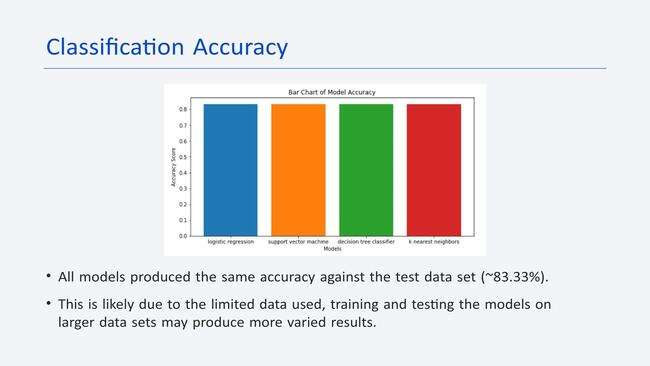 Classification Accuracy
Bar Chart of Model Accuracy
0.8
0.7
0.6
0.5
0.4
0.3
0.2
0.1
0.0
Accuracy Score
logistic regression
support vector machine
decision tree classifier
k nearest neighbors
Models
• All models produced the same accuracy against the test data set (~83.33%).
• This is likely due to the limited data used, training and testing the models on
larger data sets may produce more varied results.